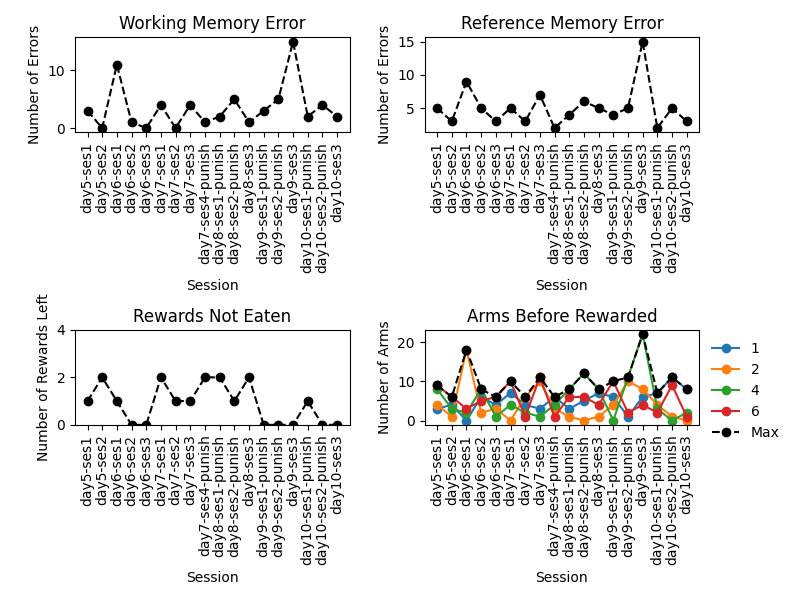 Working Memory Error
Number of Errors
10
0
day5-ses1
day5-ses2
day6-ses1
day6-ses2
day6-ses3
day7-ses1
day7-ses2
day7-ses3
day7-ses4-punish
day8-ses1-punish
day8-ses2-punish
day8-ses3
day9-ses1-punish
day9-ses2-punish
day9-ses3
day10-ses1-punish
day10-ses2-punish
day10-ses3
Session
Reference Memory Error
Number of Errors
15
10
5
day5-ses1
day5-ses2
day6-ses1
day6-ses2
day6-ses3
day7-ses1
day7-ses2
day7-ses3
day7-ses4-punish
day8-ses1-punish
day8-ses2-punish
day8-ses3
day9-ses1-punish
day9-ses2-punish
day9-ses3
day10-ses1-punish
day10-ses2-punish
day10-ses3
Session
Rewards Not Eaten
Number of Rewards Left
4
2
0
day5-ses1
day5-ses2
day6-ses1
day6-ses2
day6-ses3
day7-ses1
day7-ses2
day7-ses3
day7-ses4-punish
day8-ses1-punish
day8-ses2-punish
day8-ses3
day9-ses1-punish
day9-ses2-punish
day9-ses3
day10-ses1-punish
day10-ses2-punish
day10-ses3
Session
Arms Before Rewarded
Number of Arms
20
10
0
day5-ses1
day5-ses2
day6-ses1
day6-ses2
day6-ses3
day7-ses1
day7-ses2
day7-ses3
day7-ses4-punish
day8-ses1-punish
day8-ses2-punish
day8-ses3
day9-ses1-punish
day9-ses2-punish
day9-ses3
day10-ses1-punish
day10-ses2-punish
day10-ses3
Session
1
2
4
6
Max